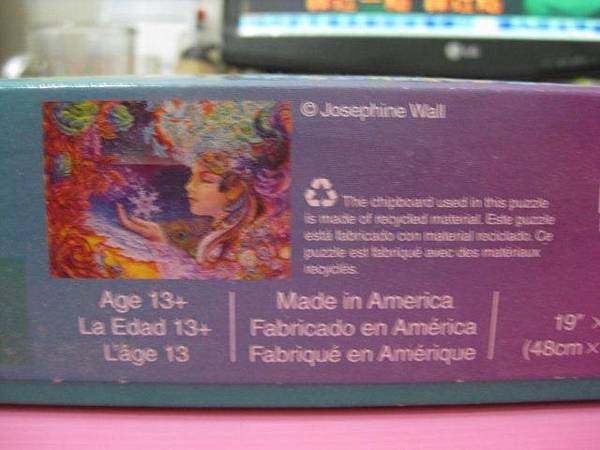 LG
© Josephine Wall
The chipboard used in this puzzle
is made of recycled material. Este puzzle
está fabricado con material reciclado. Ce
puzzle est fabriqué avec des matériaux
recyclés.
Age 13+
La Edad 13+
L'âge 13
Made in America
Fabricado en América
Fabriqué en Amérique
19" ×
(48cm ×